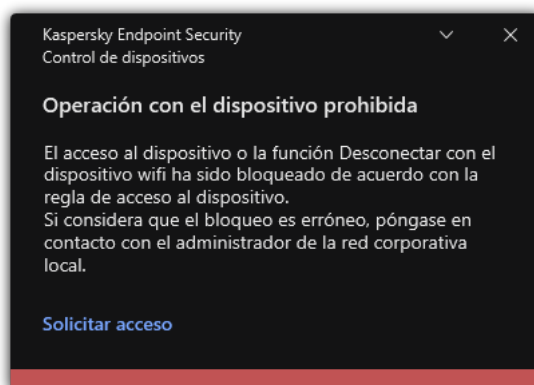 Kaspersky Endpoint Security
Control de dispositivos
Operación con el dispositivo prohibida
El acceso al dispositivo o la función Desconectar con el
dispositivo wifi ha sido bloqueado de acuerdo con la
regla de acceso al dispositivo.
Si considera que el bloqueo es erróneo, póngase en
contacto con el administrador de la red corporativa
local.
Solicitar acceso